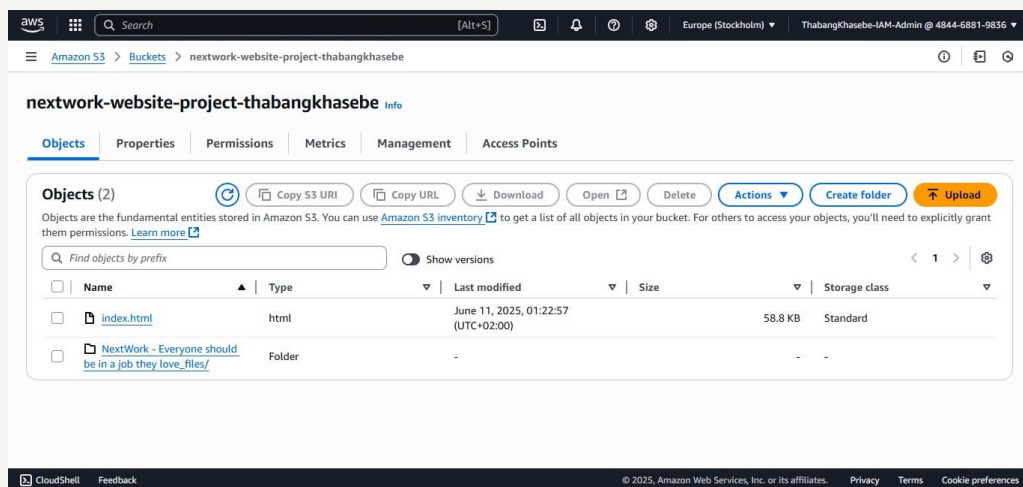 aws
Search [Alt+S] Europe (Stockholm) ▼ ThabangKhasebe-IAM-Admin @ 4844-6881-9836 ▼
Amazon S3 > Buckets > nextwork-website-project-thabangkhasebe
nextwork-website-project-thabangkhasebe Info
Objects Properties Permissions Metrics Management Access Points
Objects (2) Copy S3 URI Copy URL Download Open Delete Actions ▼ Create folder Upload
Objects are the fundamental entities stored in Amazon S3. You can use Amazon S3 inventory to get a list of all objects in your bucket. For others to access your objects, you'll need to explicitly grant
them permissions. Learn more
Find objects by prefix Show versions < 1 >
Name ▲ Type ▼ Last modified ▼ Size ▼ Storage class ▼
index.html html June 11, 2025, 01:22:57 58.8 KB Standard
(UTC+02:00)
NextWork - Everyone should Folder - - -
be in a job they love_files/
CloudShell Feedback © 2025, Amazon Web Services, Inc. or its affiliates. Privacy Terms Cookie preferences